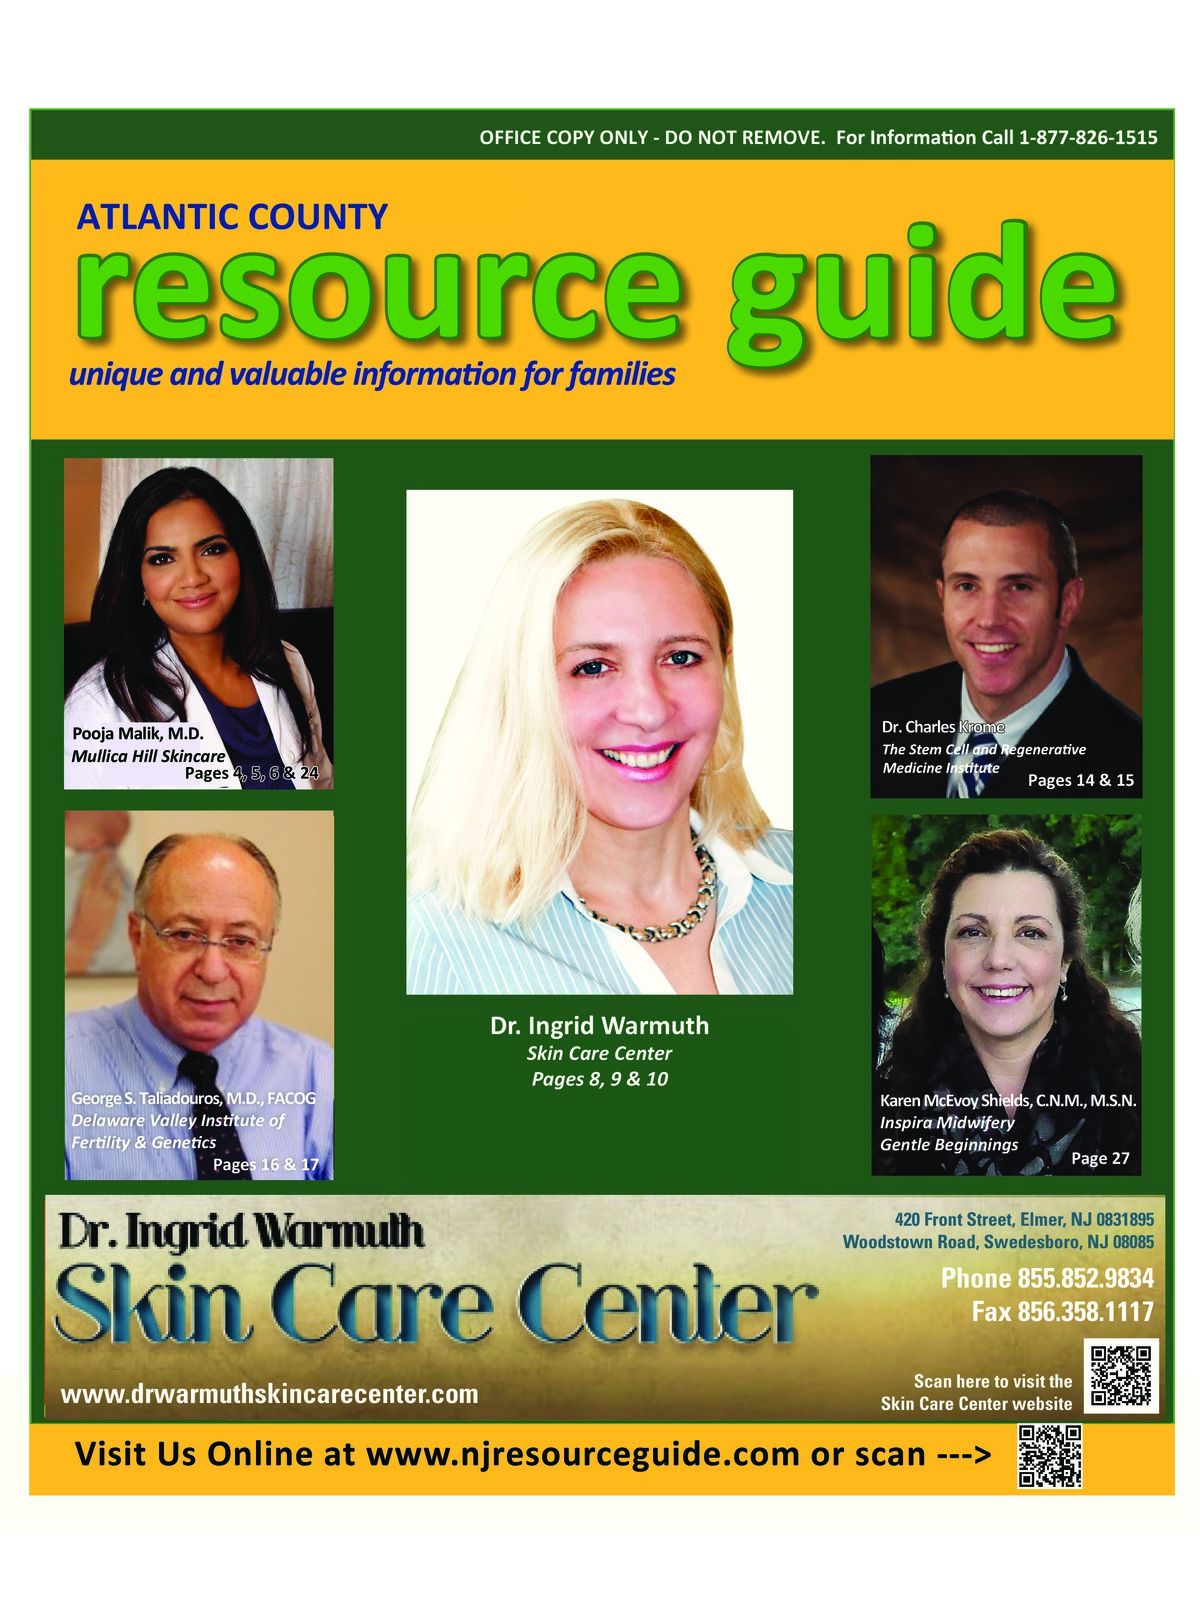 OFFICE COPY ONLY - DO NOT REMOVE.  For Information Call 1-877-826-1515
ATLANTIC COUNTY
resource guide
unique and valuable information for families
Pooja Malik, M.D.
Mullica Hill Skincare
Pages 4, 5, 6 & 24
Dr. Charles Krome
The Stem Cell and Regenerative
Medicine Institute
Pages 14 & 15
George S. Taliadouros, M.D., FACOG
Delaware Valley Institute of
Fertility & Genetics
Pages 16 & 17
Dr. Ingrid Warmuth
Skin Care Center
Pages 8, 9 & 10
Karen McEvoy Shields, C.N.M., M.S.N.
Inspira Midwifery
Gentle Beginnings
Page 27
Dr. Ingrid Warmuth
Skin Care Center
www.drwarmuthskincarecenter.com
420 Front Street, Elmer, NJ 0831895
Woodstown Road, Swedesboro, NJ 08085
Phone 855.852.9834
Fax 856.358.1117
Scan here to visit the
Skin Care Center website
Visit Us Online at www.njresourceguide.com or scan --->